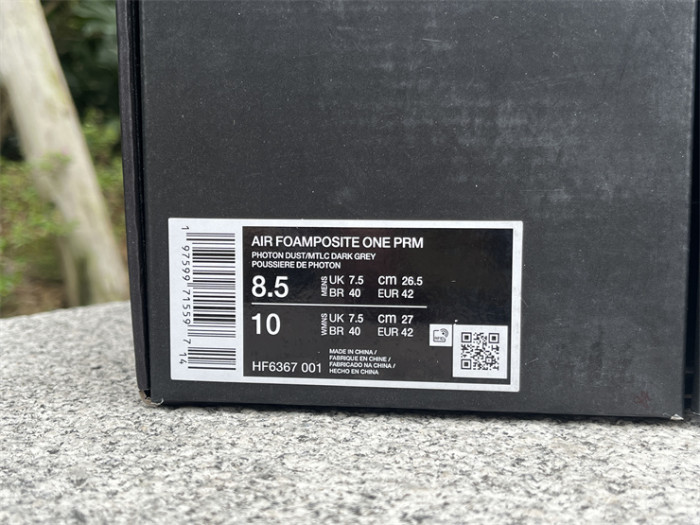 AIR FOAMPOSITE ONE PRM
PHOTON DUST/MTLC DARK GREY
POUSSIERE DE PHOTON
8.5 MENS UK 7.5 cm 26.5
BR 40 EUR 42
10 WMNS UK 7.5 cm 27
BR 40 EUR 42
MADE IN CHINA /
FABRIQUE EN CHINE /
FABRICADO NA CHINA /
HECHO EN CHINA
HF6367 001
1 97599 71559 714